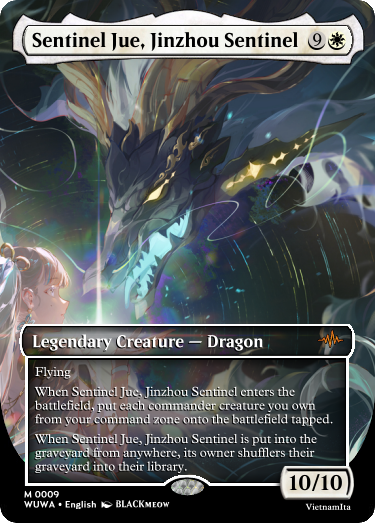 Sentinel Jue, Jinzhou Sentinel 9
Legendary Creature — Dragon
Flying
When Sentinel Jue, Jinzhou Sentinel enters the
battlefield, put each commander creature you own
from your command zone onto the battlefield tapped.
When Sentinel Jue, Jinzhou Sentinel is put into the
graveyard from anywhere, its owner shufflers their
graveyard into their library.
10/10
M 0009
WUWA • English BLACKMEOW
VietnamIta